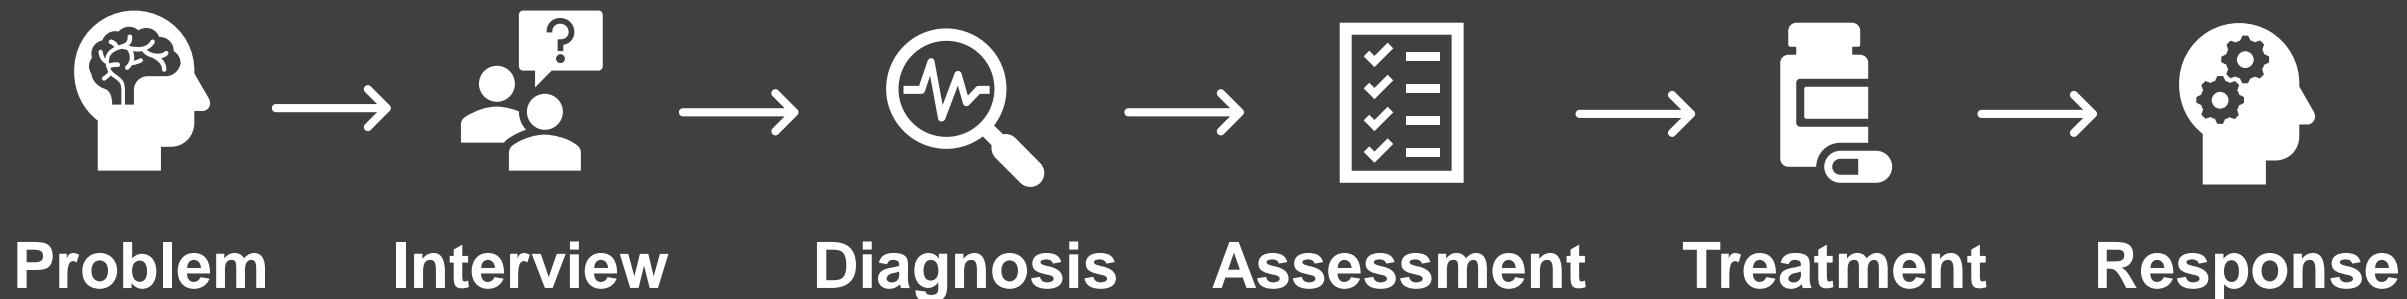 ?
Problem Interview Diagnosis Assessment Treatment Response